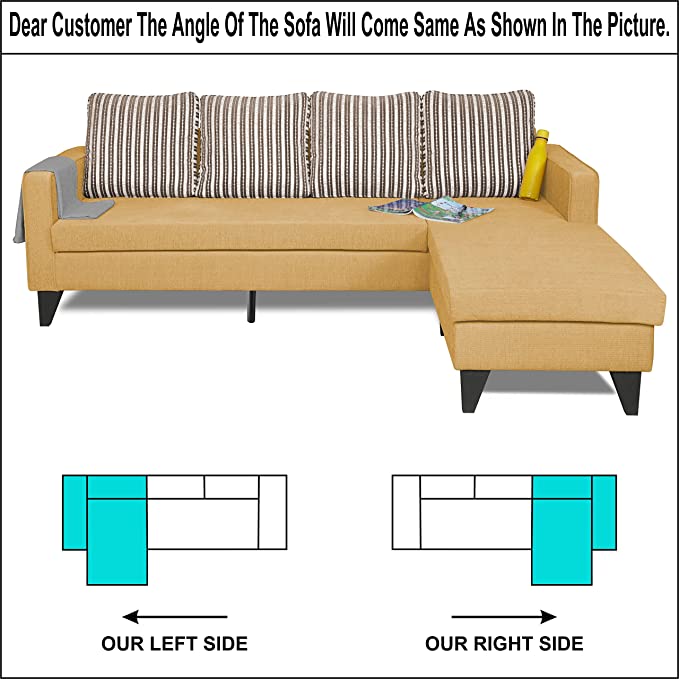 Dear Customer The Angle Of The Sofa Will Come Same As Shown In The Picture.
OUR LEFT SIDE
OUR RIGHT SIDE